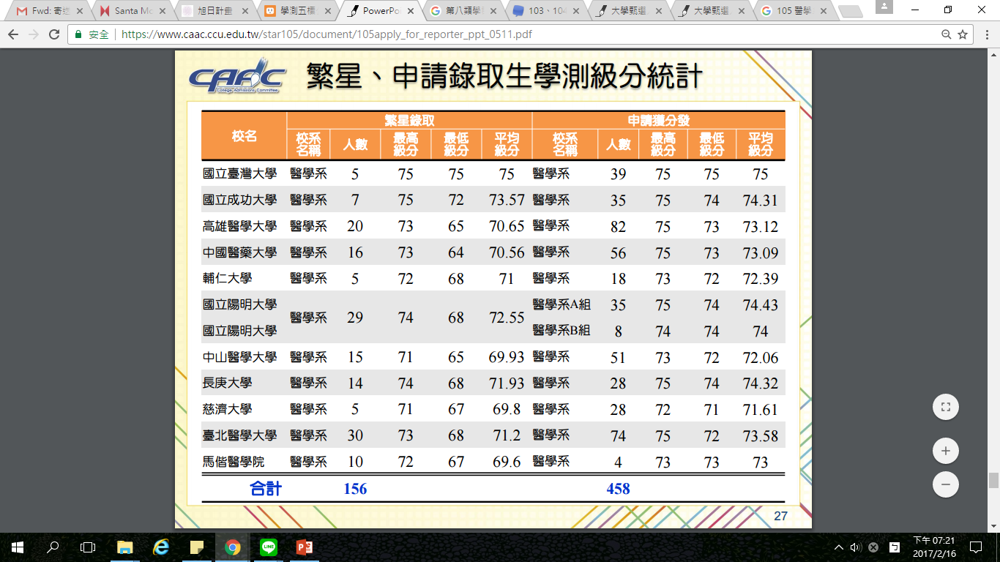 Fwd: 寄送
Santa Mo
旭日計畫
學測五標
PowerPo
第八類學
103、104
大學甄選
大學甄選
105 醫學
安全 https://www.caac.ccu.edu.tw/star105/document/105apply_for_reporter_ppt_0511.pdf
CAAC
College Admissions Committee
繁星、申請錄取生學測級分統計
校名 繁星錄取 申請獲分發
校系名稱 人數 最高級分 最低級分 平均級分 校系名稱 人數 最高級分 最低級分 平均級分
國立臺灣大學 醫學系 5 75 75 75 醫學系 39 75 75 75
國立成功大學 醫學系 7 75 72 73.57 醫學系 35 75 74 74.31
高雄醫學大學 醫學系 20 73 65 70.65 醫學系 82 75 73 73.12
中國醫藥大學 醫學系 16 73 64 70.56 醫學系 56 75 73 73.09
輔仁大學 醫學系 5 72 68 71 醫學系 18 73 72 72.39
國立陽明大學 醫學系 29 74 68 72.55 醫學系A組 35 75 74 74.43
國立陽明大學 醫學系B組 8 74 74 74
中山醫學大學 醫學系 15 71 65 69.93 醫學系 51 73 72 72.06
長庚大學 醫學系 14 74 68 71.93 醫學系 28 75 74 74.32
慈濟大學 醫學系 5 71 67 69.8 醫學系 28 72 71 71.61
臺北醫學大學 醫學系 30 73 68 71.2 醫學系 74 75 72 73.58
馬偕醫學院 醫學系 10 72 67 69.6 醫學系 4 73 73 73
合計 156 458
27
下午 07:21
2017/2/16